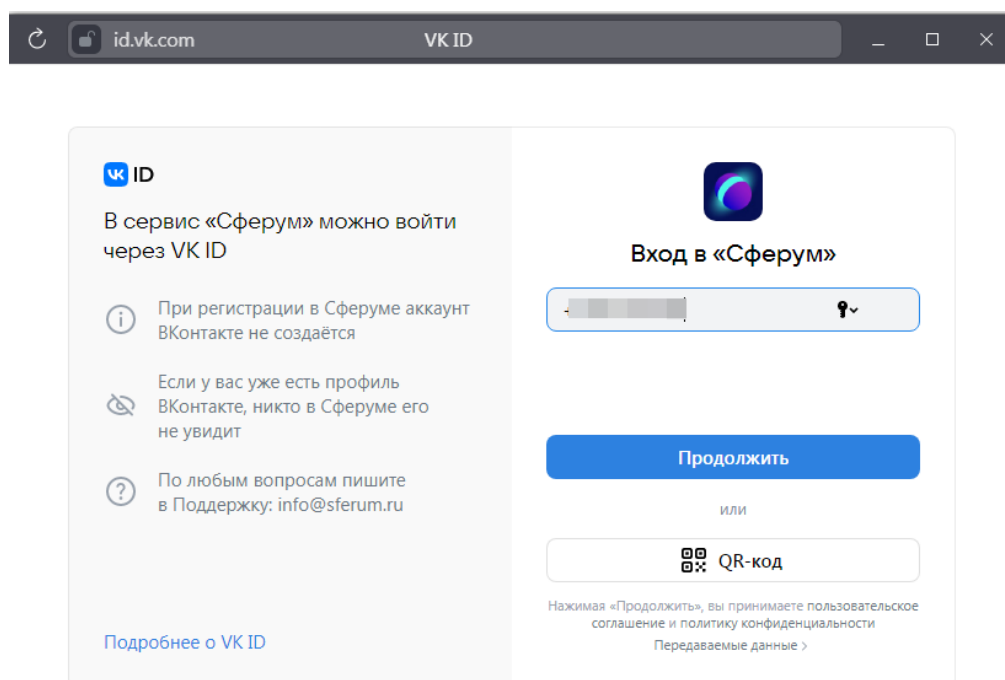 id.vk.com
VK ID
VK ID
В сервис «Сферум» можно войти
через VK ID
При регистрации в Сферуме аккаунт
ВКонтакте не создаётся
Если у вас уже есть профиль
ВКонтакте, никто в Сферуме его
не увидит
По любым вопросам пишите
в Поддержку: info@sferum.ru
Подробнее о VK ID
Вход в «Сферум»
Продолжить
или
QR-код
Нажимая «Продолжить», вы принимаете пользовательское
соглашение и политику конфиденциальности
Передаваемые данные >